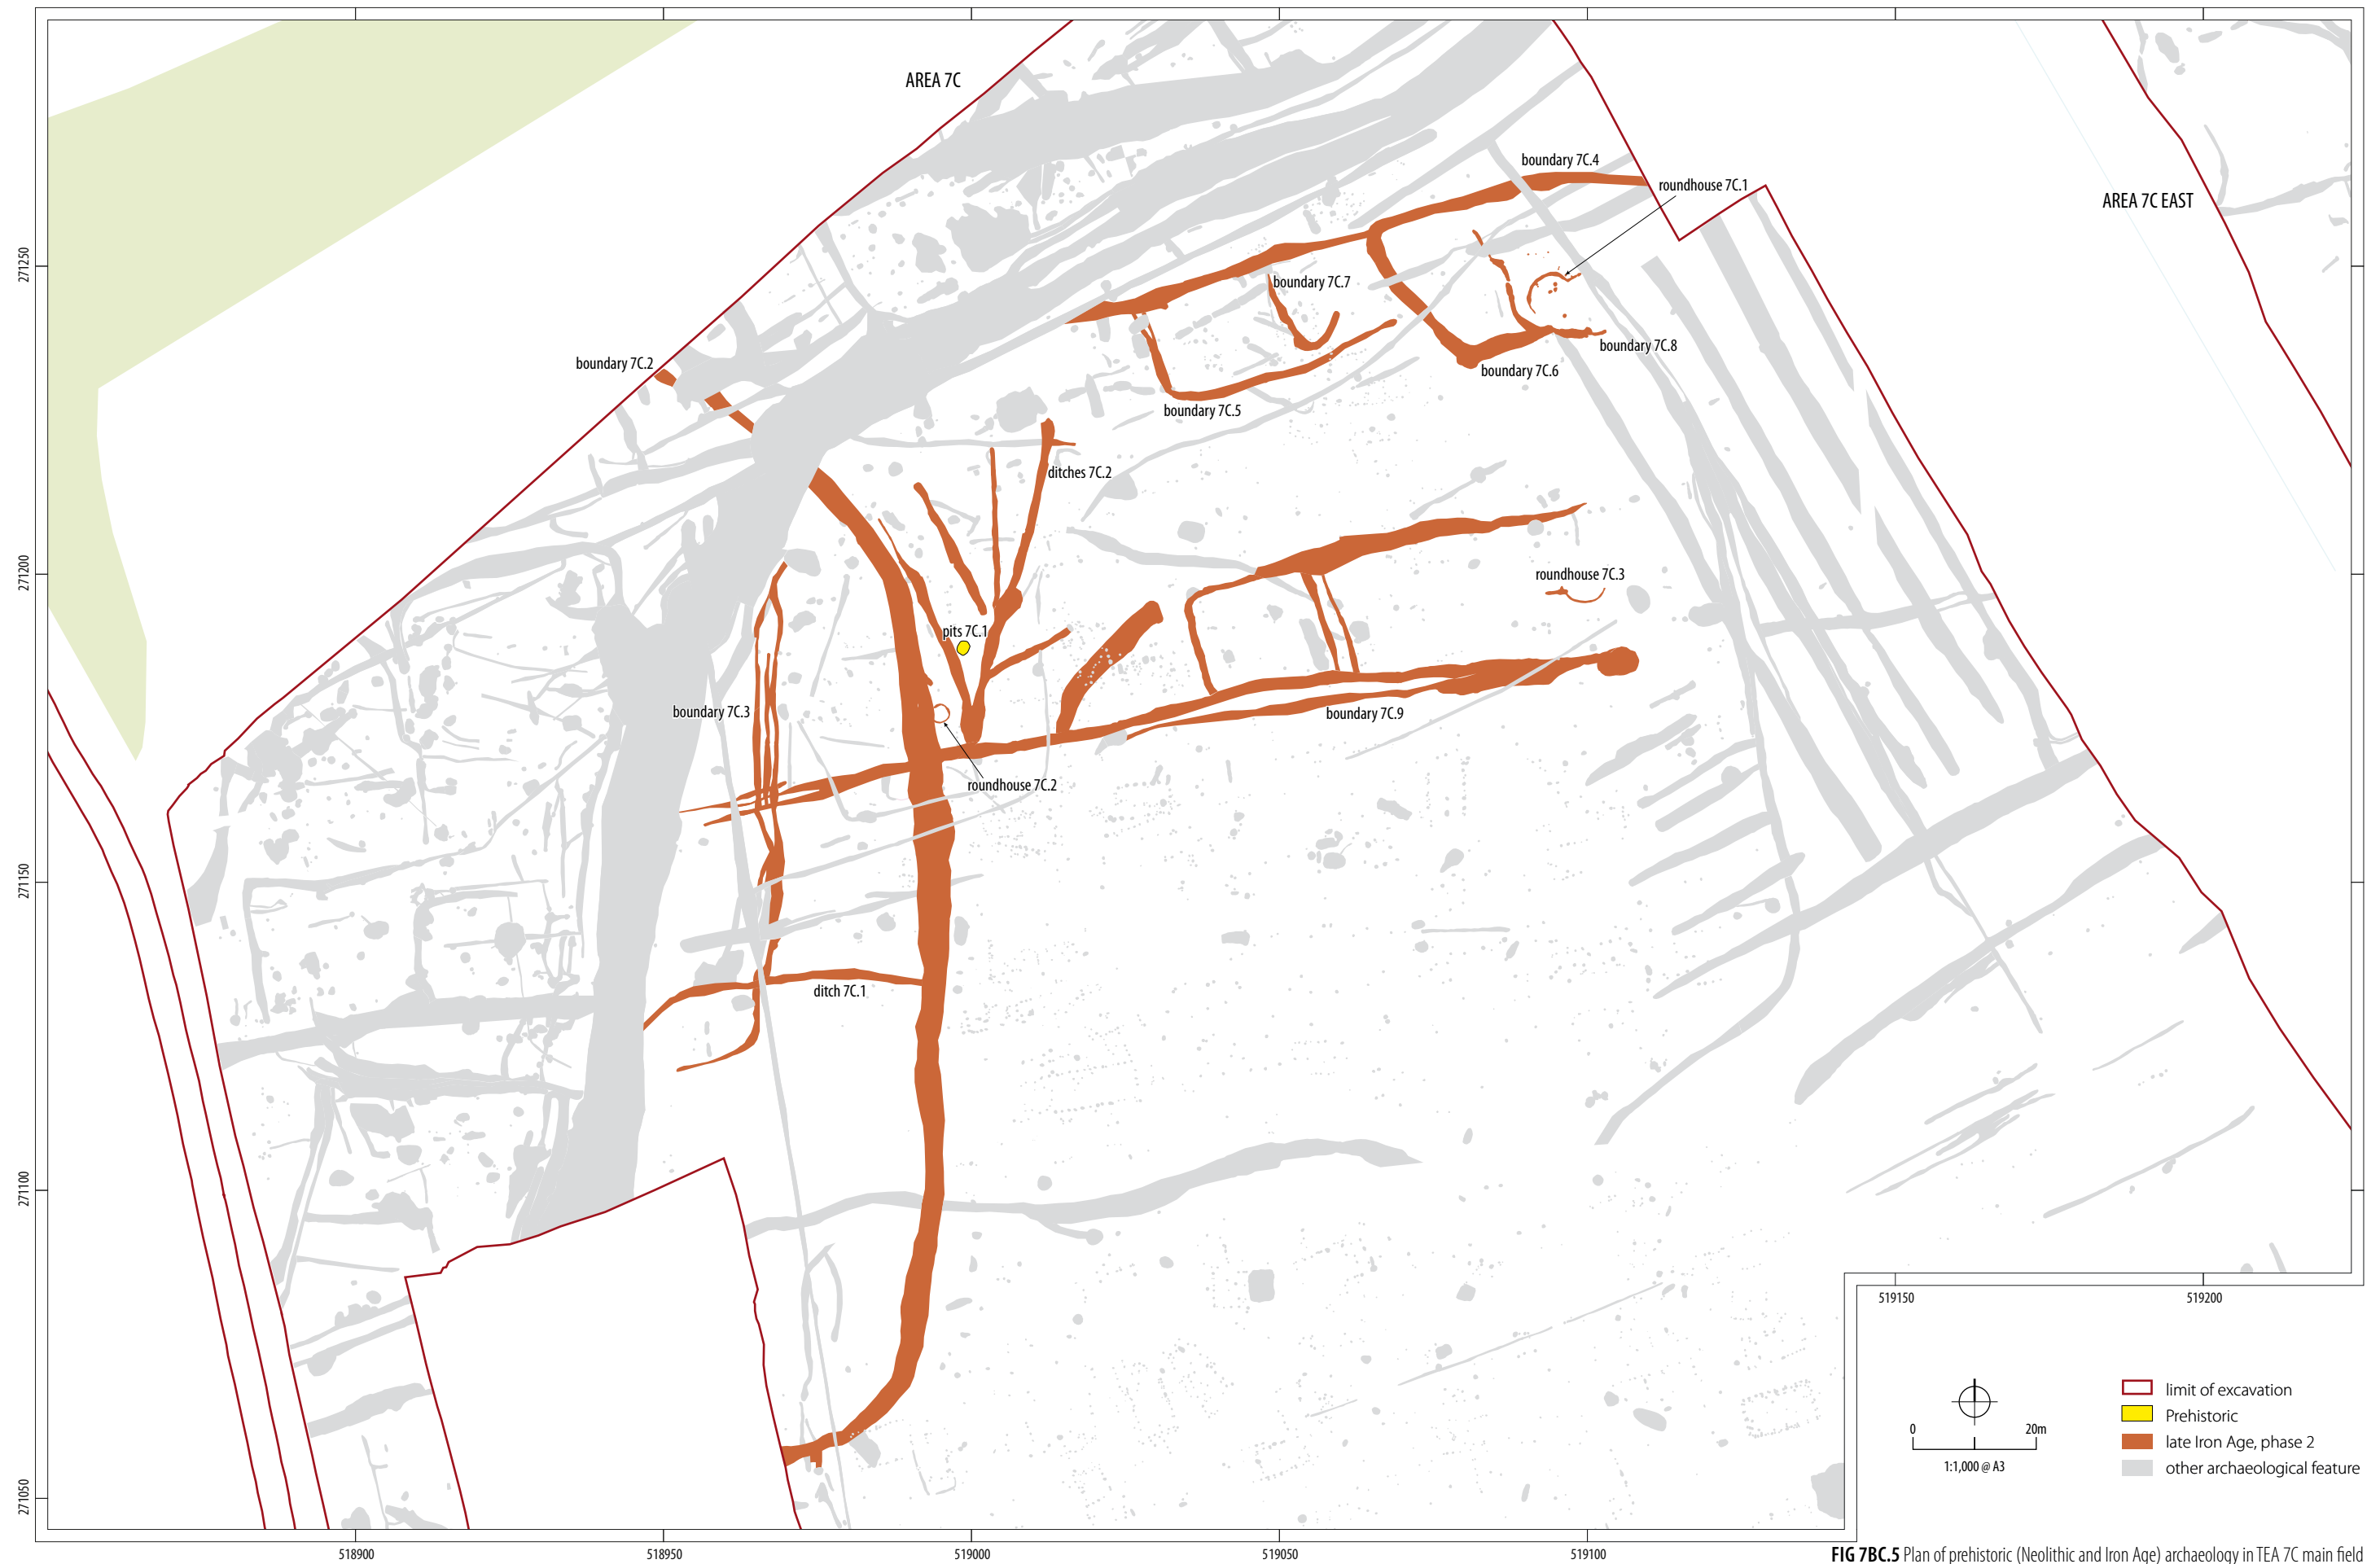 AREA 7C
boundary 7C.4
roundhouse 7C.1
AREA 7C EAST
271250
boundary 7C.7
boundary 7C.2
boundary 7C.8
boundary 7C.6
boundary 7C.5
ditches 7C.2
271200
roundhouse 7C.3
pits 7C.1
boundary 7C.3
boundary 7C.9
roundhouse 7C.2
271150
ditch 7C.1
271100
519150
519200
limit of excavation
Prehistoric
0
20m
late Iron Age, phase 2
1:1,000 @ A3
other archaeological feature
271050
518900
518950
519000
519050
519100
FIG 7BC.5 Plan of prehistoric (Neolithic and Iron Age) archaeology in TEA 7C main field